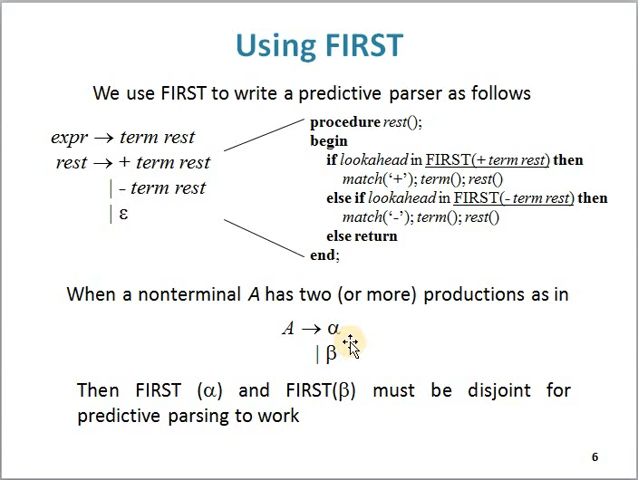 Using FIRST
We use FIRST to write a predictive parser as follows
expr → term rest
rest → + term rest
| - term rest
| ε
procedure rest();
begin
if lookahead in FIRST(+ term rest) then
match(‘+’); term(); rest()
else if lookahead in FIRST(- term rest) then
match(‘-’); term(); rest()
else return
end;
When a nonterminal A has two (or more) productions as in
A → α
| β
Then FIRST (α) and FIRST(β) must be disjoint for
predictive parsing to work
6